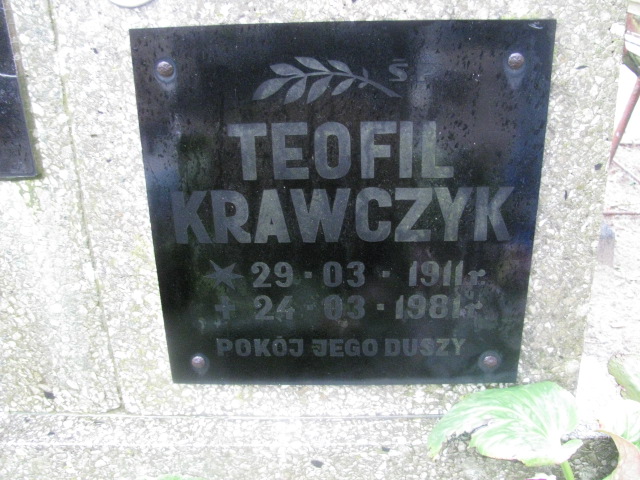 Ś
TEOFIL
KRAWCZYK
★ 29 · 03 · 1911 r.
✝ 24 · 03 · 1981 r.
POKÓJ JEGO DUSZY